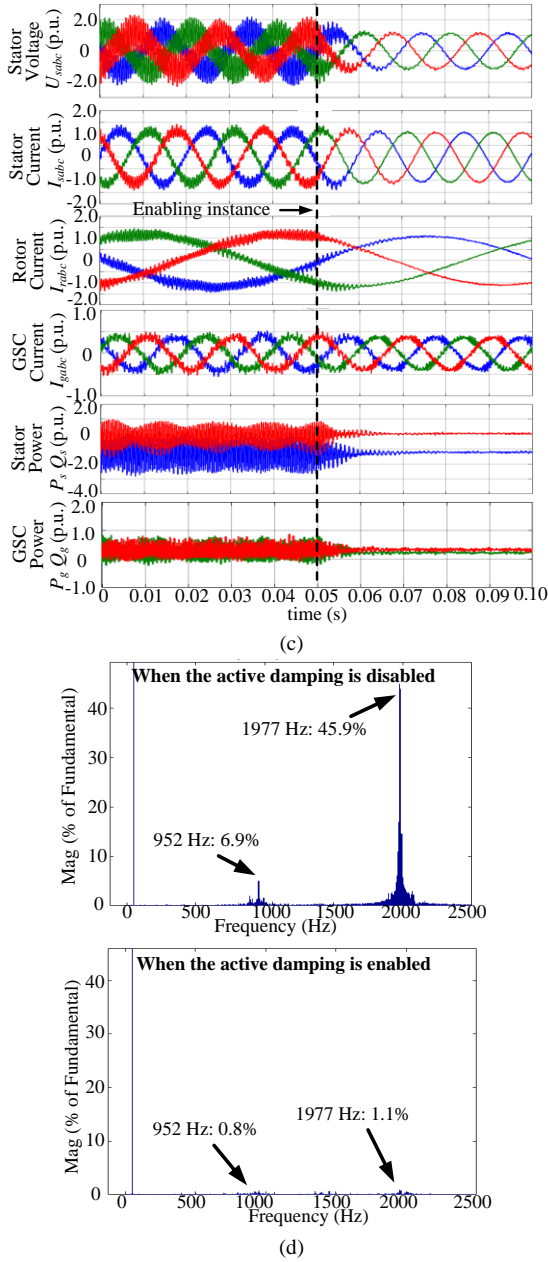 Stator
Voltage
U_sabc (p.u.)
2.0
0
-2.0
Stator
Current
I_sabc (p.u.)
2.0
1.0
0
-1.0
2.0
Enabling instance
Rotor
Current
I_rabc (p.u.)
2.0
1.0
0
-1.0
-2.0
GSC
Current
I_gabc (p.u.)
1.0
0
-1.0
Stator
Power
P_s Q_s (p.u.)
2.0
0
-2.0
-4.0
GSC
Power
P_g Q_g (p.u.)
2.0
1.0
0
-1.0
0 0.01 0.02 0.03 0.04 0.05 0.06 0.07 0.08 0.09 0.10
time (s)
(c)
When the active damping is disabled
Mag (% of Fundamental)
40
30
20
10
0
1977 Hz: 45.9%
952 Hz: 6.9%
0 500 1000 1500 2000 2500
Frequency (Hz)
When the active damping is enabled
Mag (% of Fundamental)
40
30
20
10
0
952 Hz: 0.8%
1977 Hz: 1.1%
0 500 1000 1500 2000 2500
Frequency (Hz)
(d)